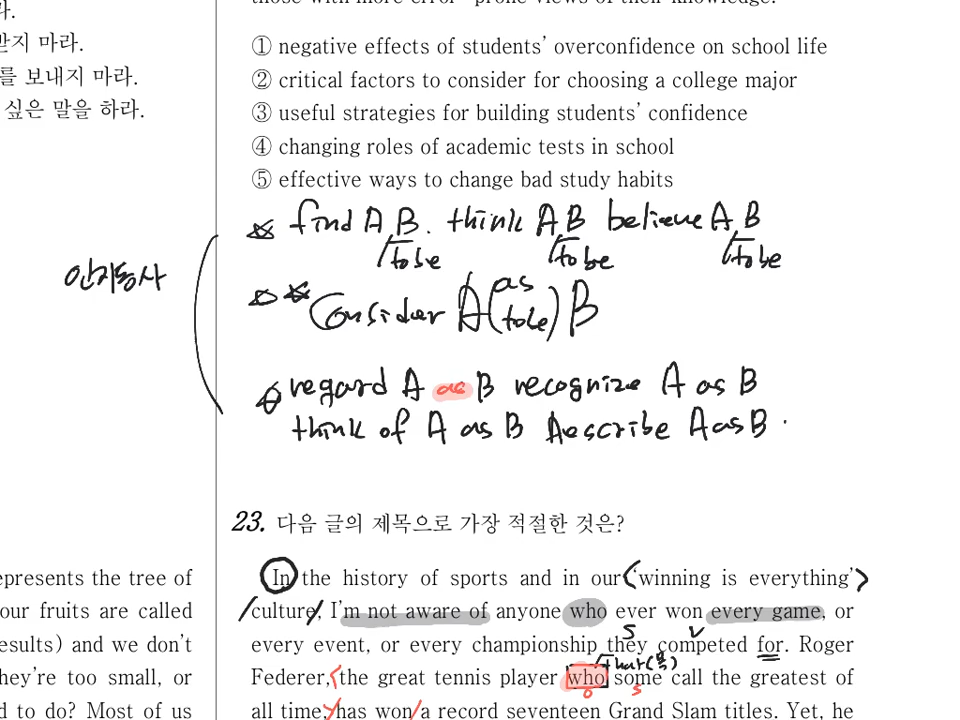 those with more error-prone views of their knowledge.
다.
받지 마라.
를 보내지 마라.
싶은 말을 하라.
① negative effects of students' overconfidence on school life
② critical factors to consider for choosing a college major
③ useful strategies for building students' confidence
④ changing roles of academic tests in school
⑤ effective ways to change bad study habits
find A B. think A B believe A B
to be to be to be
인지동사
Consider A (as to be) B
regard A as B recognize A as B
think of A as B describe A as B.
23. 다음 글의 제목으로 가장 적절한 것은?
In the history of sports and in our 'winning is everything'
culture, I'm not aware of anyone who ever won every game, or
S V
every event, or every championship they competed for. Roger
that(목)
Federer, the great tennis player who some call the greatest of
o s
all time, has won a record seventeen Grand Slam titles. Yet, he
epresents the tree of
our fruits are called
esults) and we don't
hey're too small, or
d to do? Most of us